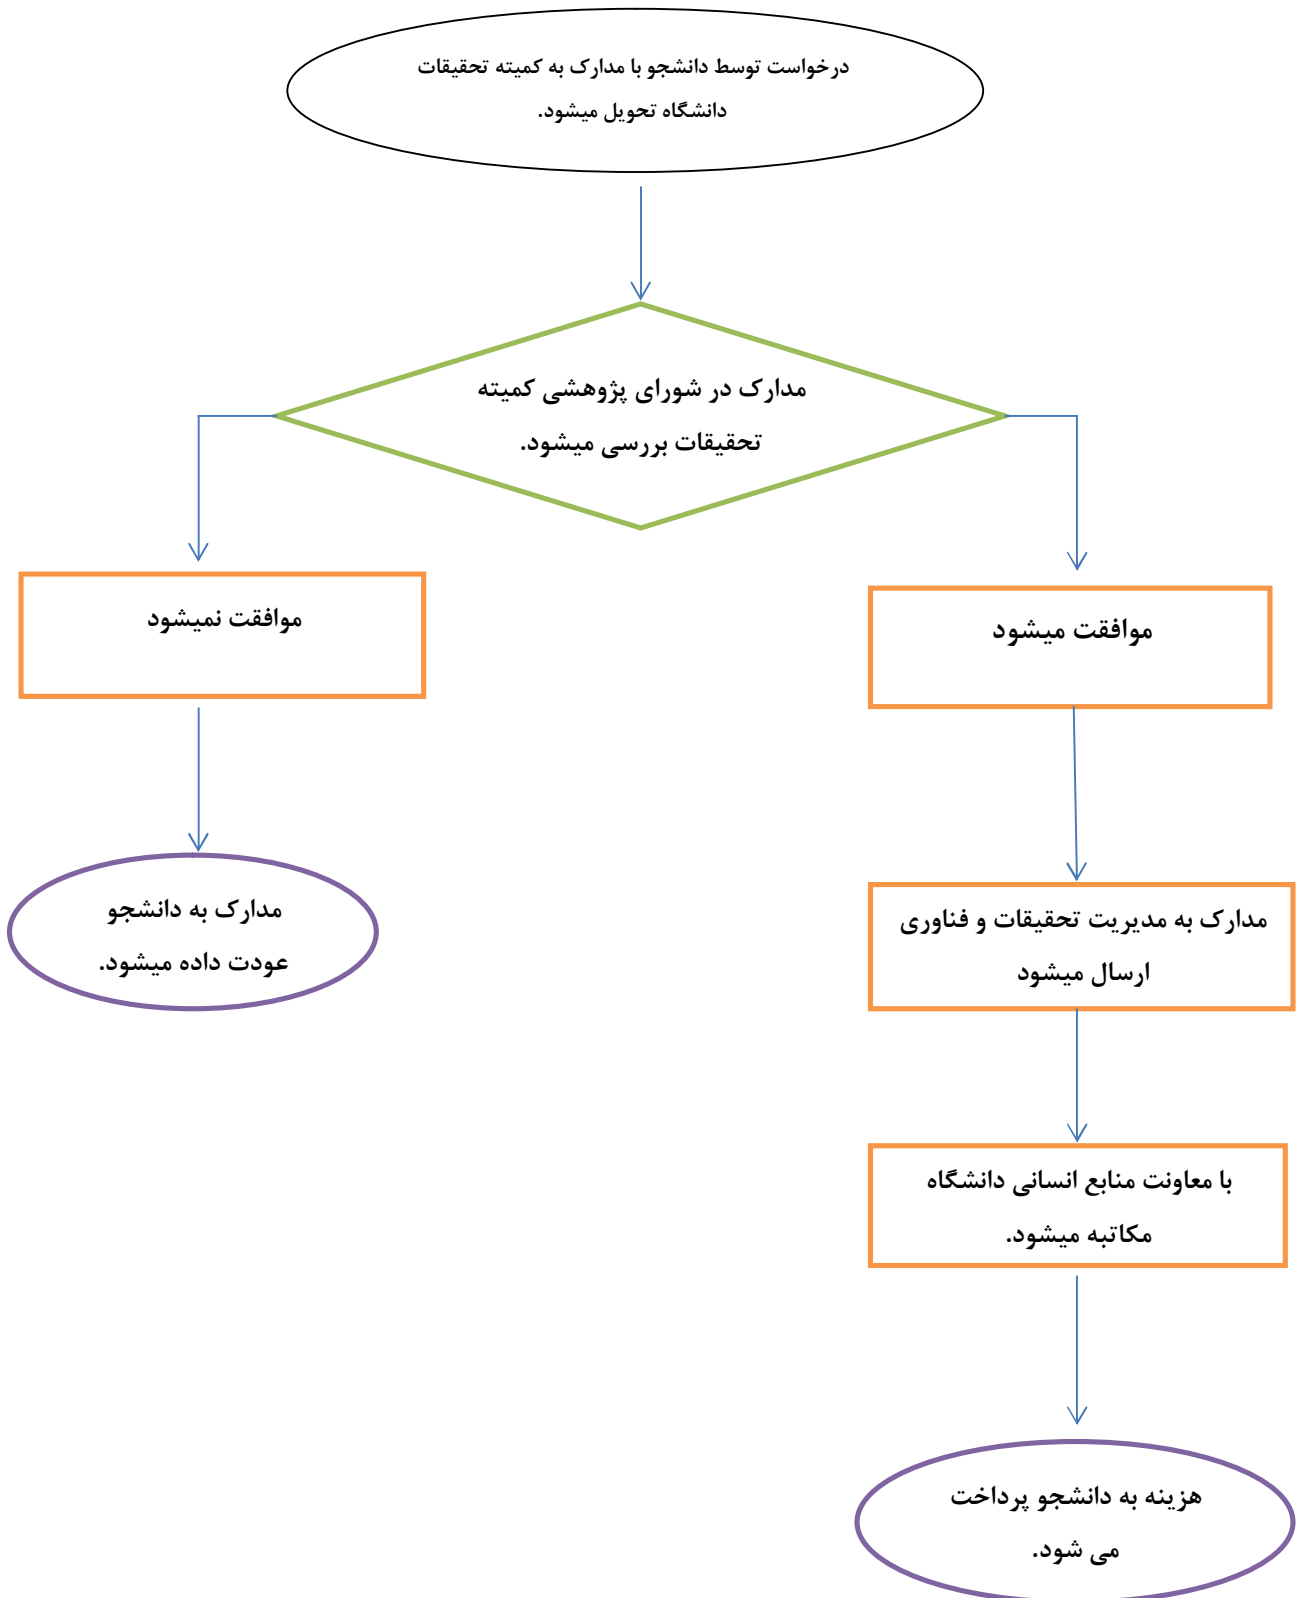 درخواست توسط دانشجو با مدارک به کمیته تحقیقات
دانشگاه تحویل میشود.
مدارک در شورای پژوهشی کمیته
تحقیقات بررسی میشود.
موافقت میشود
موافقت نمیشود
مدارک به دانشجو
عودت داده میشود.
مدارک به مدیریت تحقیقات و فناوری
ارسال میشود
با معاونت منابع انسانی دانشگاه
مکاتبه میشود.
هزینه به دانشجو پرداخت
می شود.